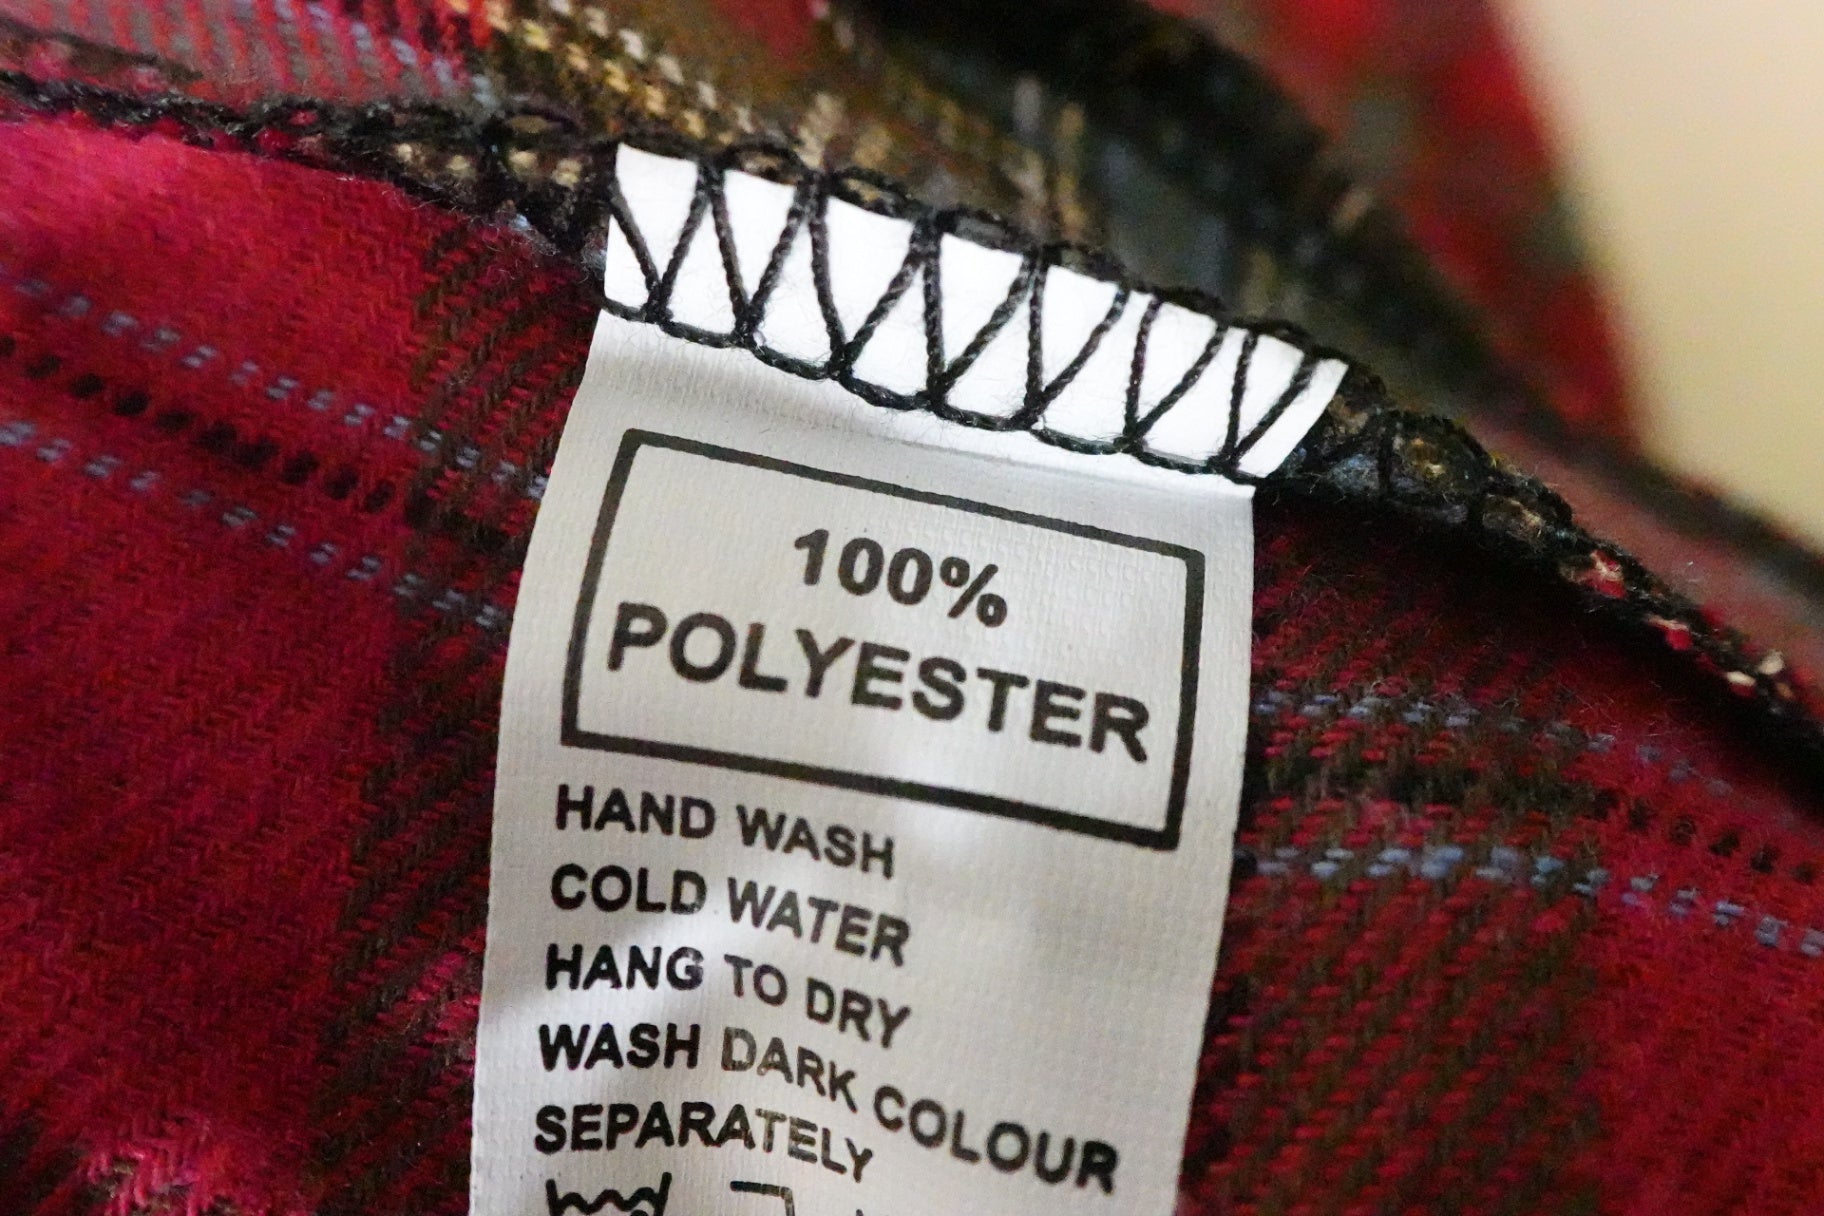 100%
POLYESTER
HAND WASH
COLD WATER
HANG TO DRY
WASH DARK COLOUR
SEPARATELY